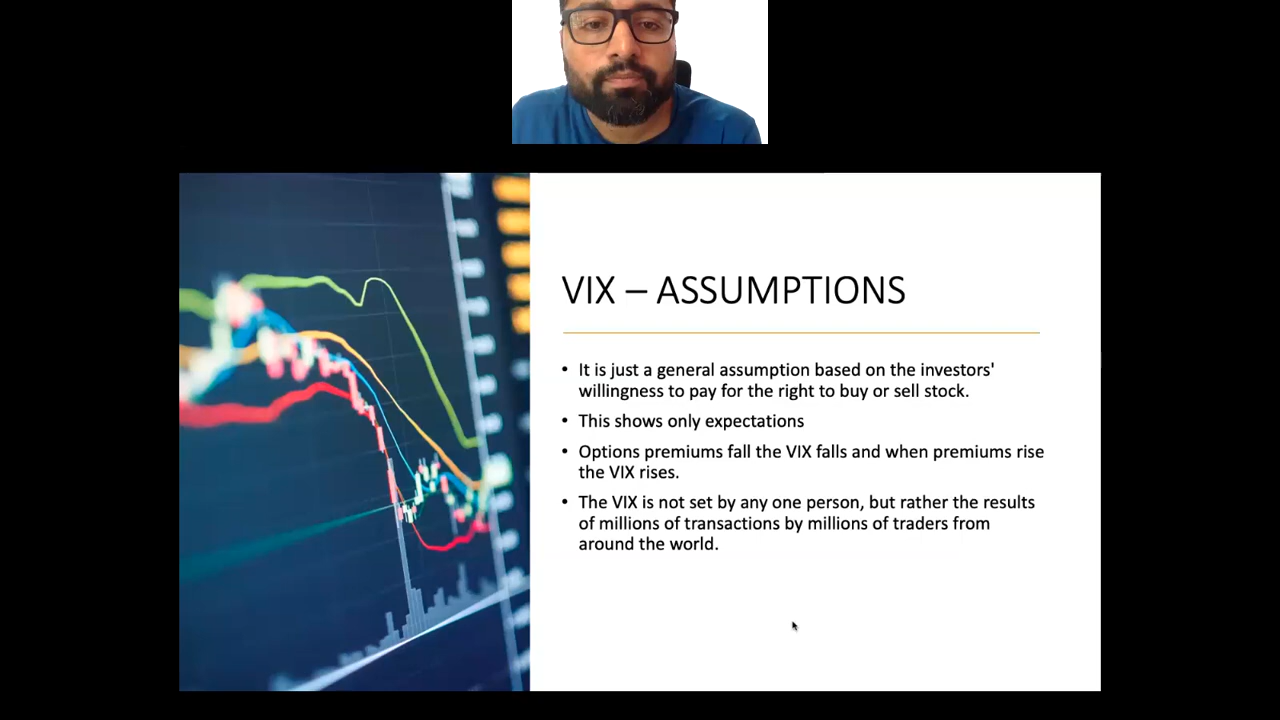 VIX – ASSUMPTIONS
• It is just a general assumption based on the investors'
willingness to pay for the right to buy or sell stock.
• This shows only expectations
• Options premiums fall the VIX falls and when premiums rise
the VIX rises.
• The VIX is not set by any one person, but rather the results
of millions of transactions by millions of traders from
around the world.